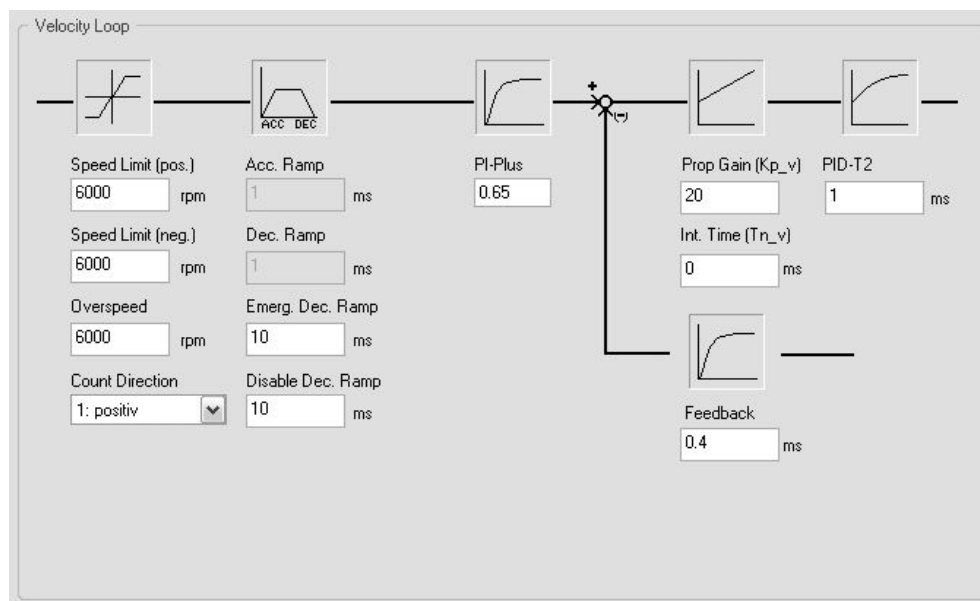 Velocity Loop
ACC DEC
+
(-)
Speed Limit (pos.) Acc. Ramp PI-Plus Prop Gain (Kp_v) PID-T2
6000 rpm 1 ms 0.65 20 1 ms
Speed Limit (neg.) Dec. Ramp Int. Time (Tn_v)
6000 rpm 1 ms 0 ms
Overspeed Emerg. Dec. Ramp
6000 rpm 10 ms
Count Direction Disable Dec. Ramp
1: positiv 10 ms
Feedback
0.4 ms